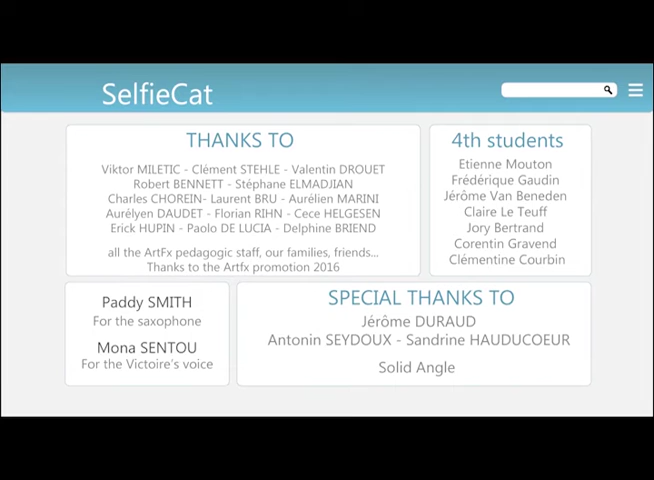 SelfieCat
THANKS TO
Viktor MILETIC - Clément STEHLE - Valentin DROUET
Robert BENNETT - Stéphane ELMADJIAN
Charles CHOREIN- Laurent BRU - Aurélien MARINI
Aurélyen DAUDET - Florian RIHN - Cece HELGESEN
Erick HUPIN - Paolo DE LUCIA - Delphine BRIEND
all the ArtFx pedagogic staff, our families, friends...
Thanks to the Artfx promotion 2016
4th students
Etienne Mouton
Frédérique Gaudin
Jérôme Van Beneden
Claire Le Teuff
Jory Bertrand
Corentin Gravend
Clémentine Courbin
Paddy SMITH
For the saxophone
Mona SENTOU
For the Victoire's voice
SPECIAL THANKS TO
Jérôme DURAUD
Antonin SEYDOUX - Sandrine HAUDUCOEUR
Solid Angle